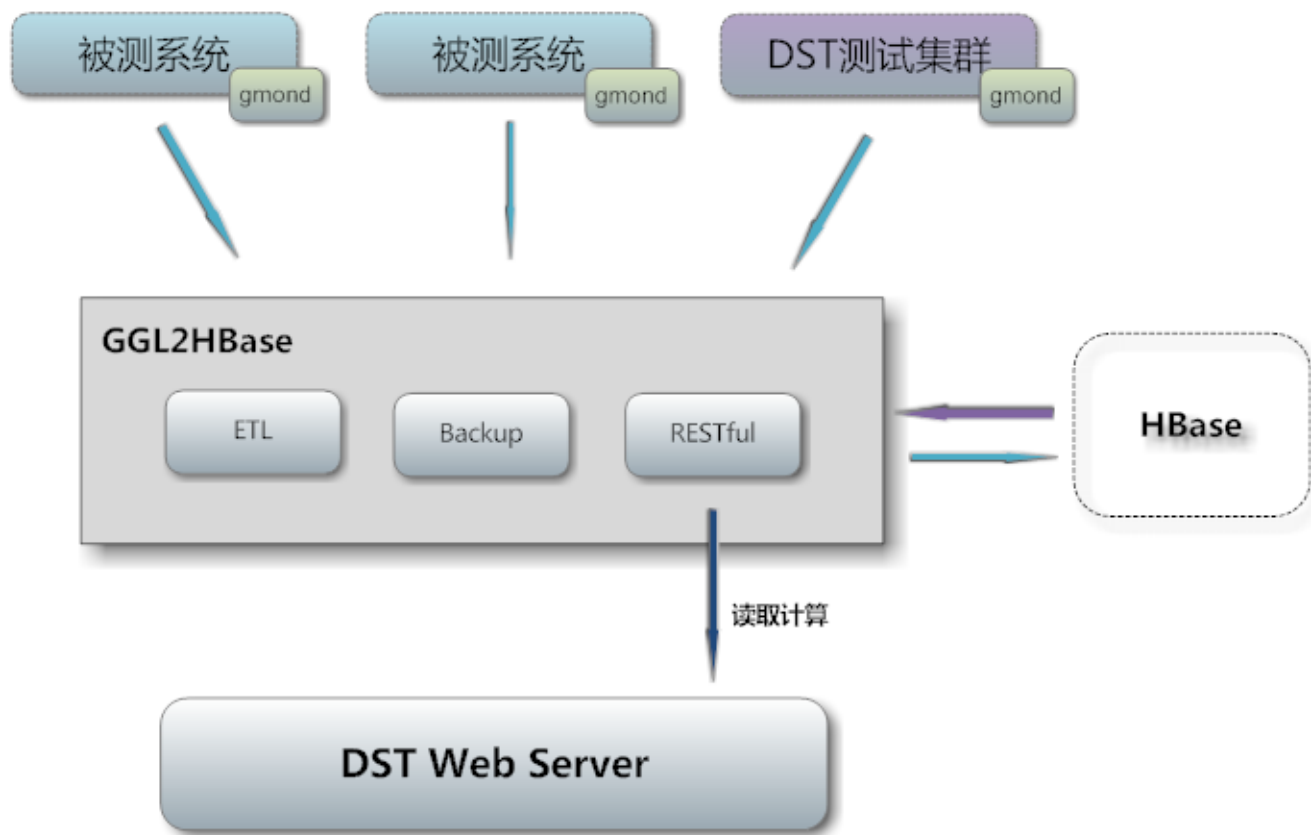 被测系统
gmond
被测系统
gmond
DST测试集群
gmond
GGL2HBase
ETL
Backup
RESTful
HBase
读取计算
DST Web Server